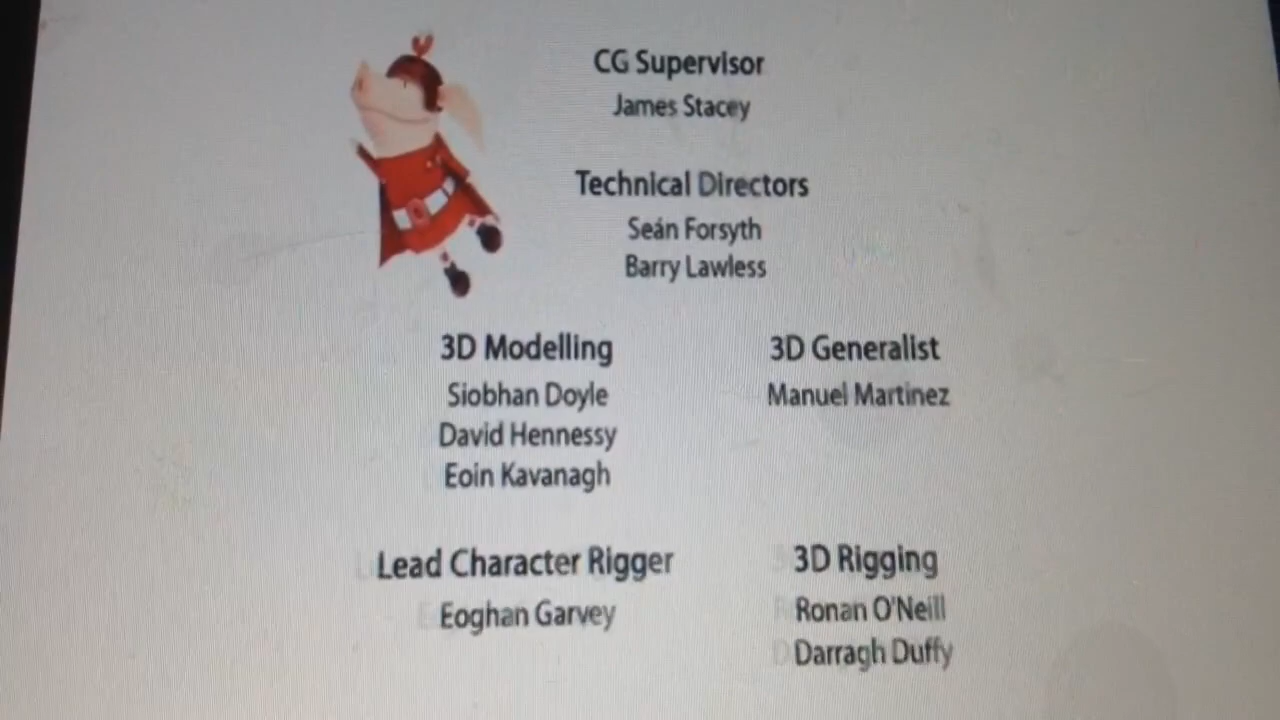 CG Supervisor
James Stacey
Technical Directors
Seán Forsyth
Barry Lawless
3D Modelling
Siobhan Doyle
David Hennessy
Eoin Kavanagh
3D Generalist
Manuel Martinez
Lead Character Rigger
Eoghan Garvey
3D Rigging
Ronan O'Neill
Darragh Duffy